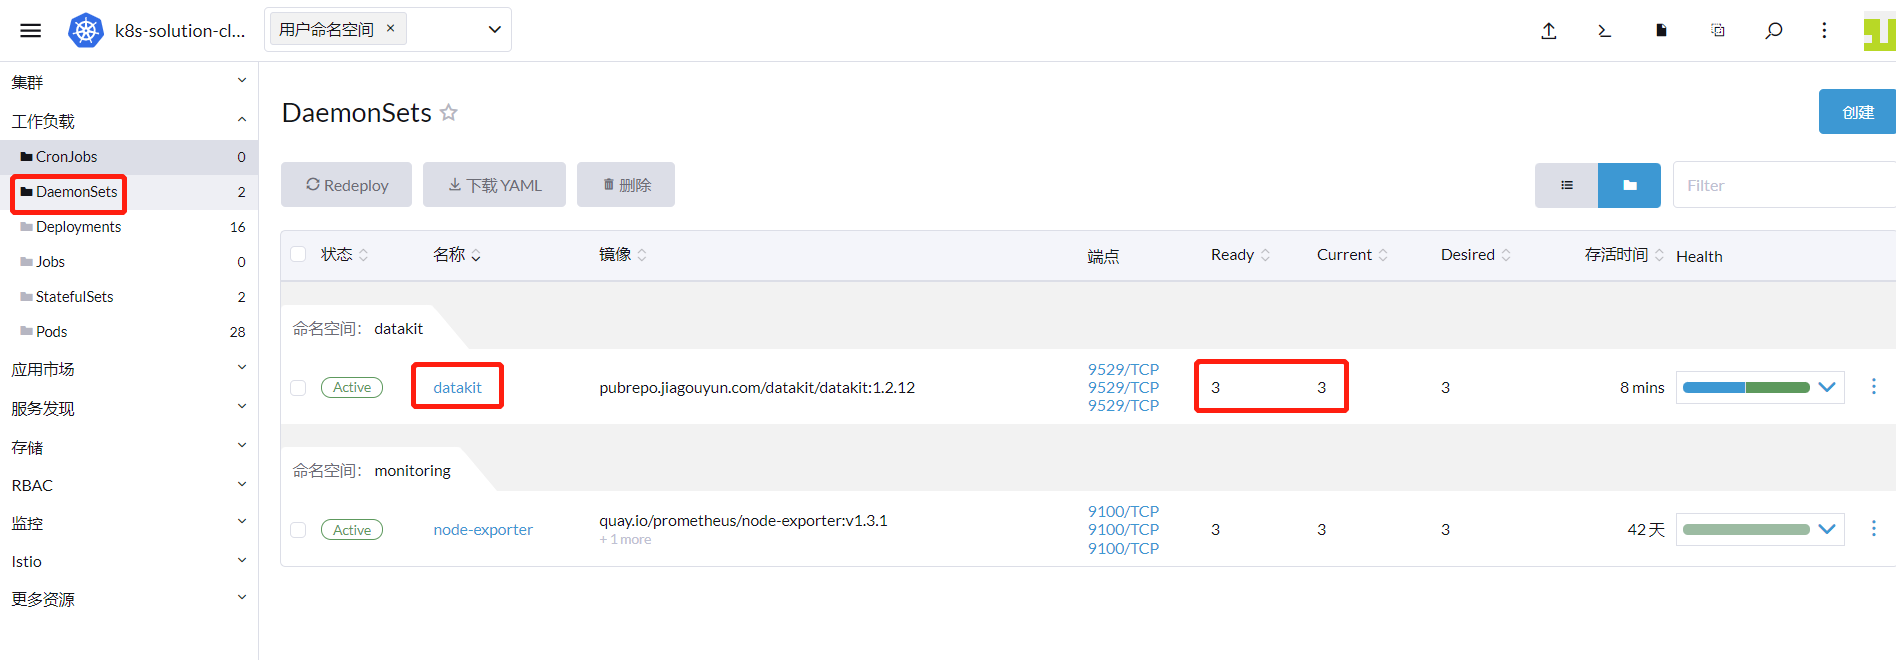 k8s-solution-cl...
用户命名空间 ×
集群
工作负载
CronJobs 0
DaemonSets 2
Deployments 16
Jobs 0
StatefulSets 2
Pods 28
应用市场
服务发现
存储
RBAC
监控
Istio
更多资源
DaemonSets
创建
Redeploy 下载 YAML 删除
Filter
状态 名称 镜像 端点 Ready Current Desired 存活时间 Health
命名空间： datakit
Active datakit pubrepo.jiagouyun.com/datakit/datakit:1.2.12 9529/TCP 3 3 3 8 mins
9529/TCP
9529/TCP
命名空间： monitoring
Active node-exporter quay.io/prometheus/node-exporter:v1.3.1 9100/TCP 3 3 3 42 天
+ 1 more 9100/TCP
9100/TCP